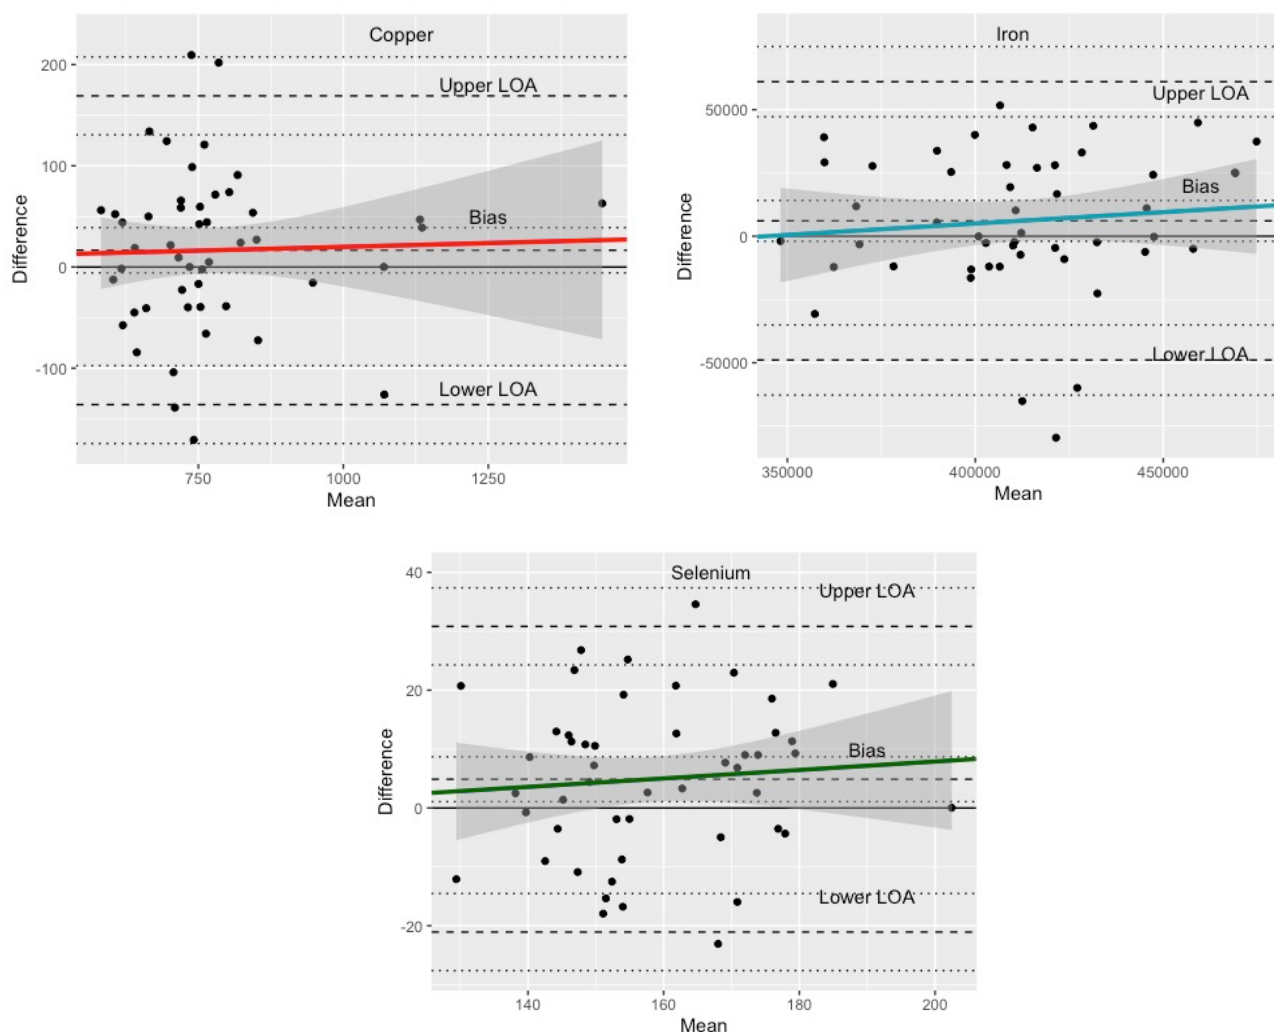 Copper
200
Upper LOA
100
Bias
0
-100
Lower LOA
750
1000
1250
Mean
Difference
Iron
50000
Upper LOA
Bias
0
-50000
Lower LOA
350000
400000
450000
Mean
Difference
Selenium
40
Upper LOA
20
Bias
0
Lower LOA
-20
140
160
180
200
Mean
Difference